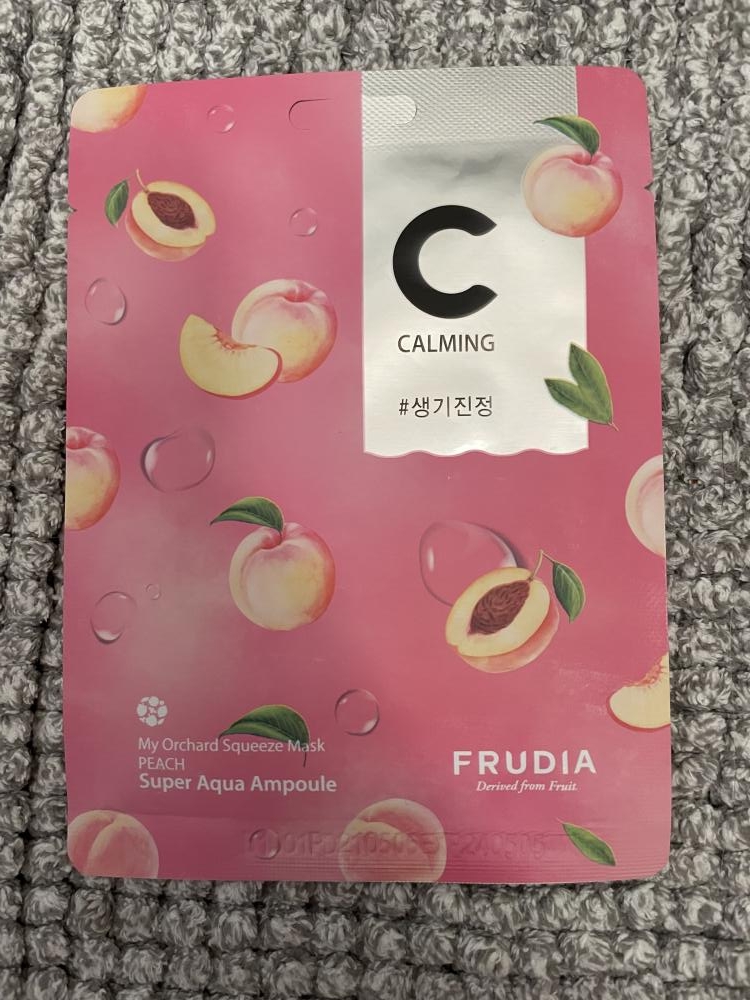 C
CALMING
#생기진정
My Orchard Squeeze Mask
PEACH
Super Aqua Ampoule
FRUDIA
Derived from Fruit